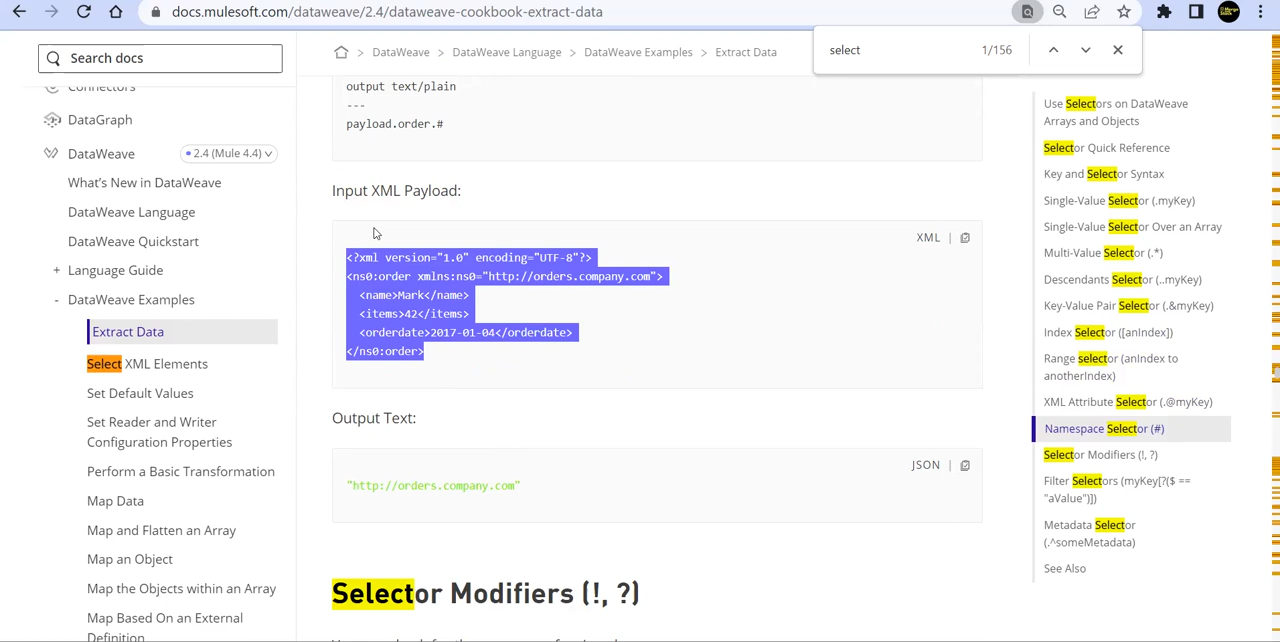 docs.mulesoft.com/dataweave/2.4/dataweave-cookbook-extract-data
select
1/156
Search docs
DataWeave > DataWeave Language > DataWeave Examples > Extract Data
Connectors
DataGraph
DataWeave
2.4 (Mule 4.4)
What's New in DataWeave
DataWeave Language
DataWeave Quickstart
+ Language Guide
- DataWeave Examples
Extract Data
Select XML Elements
Set Default Values
Set Reader and Writer
Configuration Properties
Perform a Basic Transformation
Map Data
Map and Flatten an Array
Map an Object
Map the Objects within an Array
Map Based On an External
Definition
output text/plain
---
payload.order.#
Input XML Payload:
XML |
<?xml version="1.0" encoding="UTF-8"?>
<ns0:order xmlns:ns0="http://orders.company.com">
<name>Mark</name>
<items>42</items>
<orderdate>2017-01-04</orderdate>
</ns0:order>
Output Text:
JSON |
"http://orders.company.com"
Selector Modifiers (!, ?)
Use Selectors on DataWeave
Arrays and Objects
Selector Quick Reference
Key and Selector Syntax
Single-Value Selector (.myKey)
Single-Value Selector Over an Array
Multi-Value Selector (.*)
Descendants Selector (..myKey)
Key-Value Pair Selector (.&myKey)
Index Selector ([anIndex])
Range selector (anIndex to
anotherIndex)
XML Attribute Selector (.@myKey)
Namespace Selector (#)
Selector Modifiers (!, ?)
Filter Selectors (myKey[?($ ==
"aValue")])
Metadata Selector
(.^someMetadata)
See Also